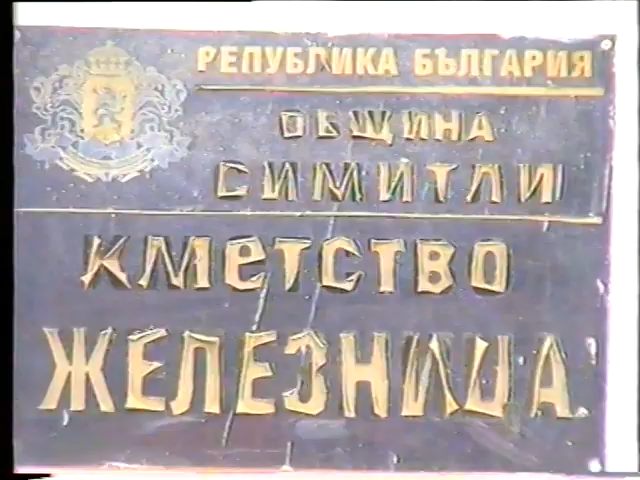 РЕПУБЛИКА БЪЛГАРИЯ
ОБЩИНА
СИМИТЛИ
КМЕТСТВО
ЖЕЛЕЗНИЦА